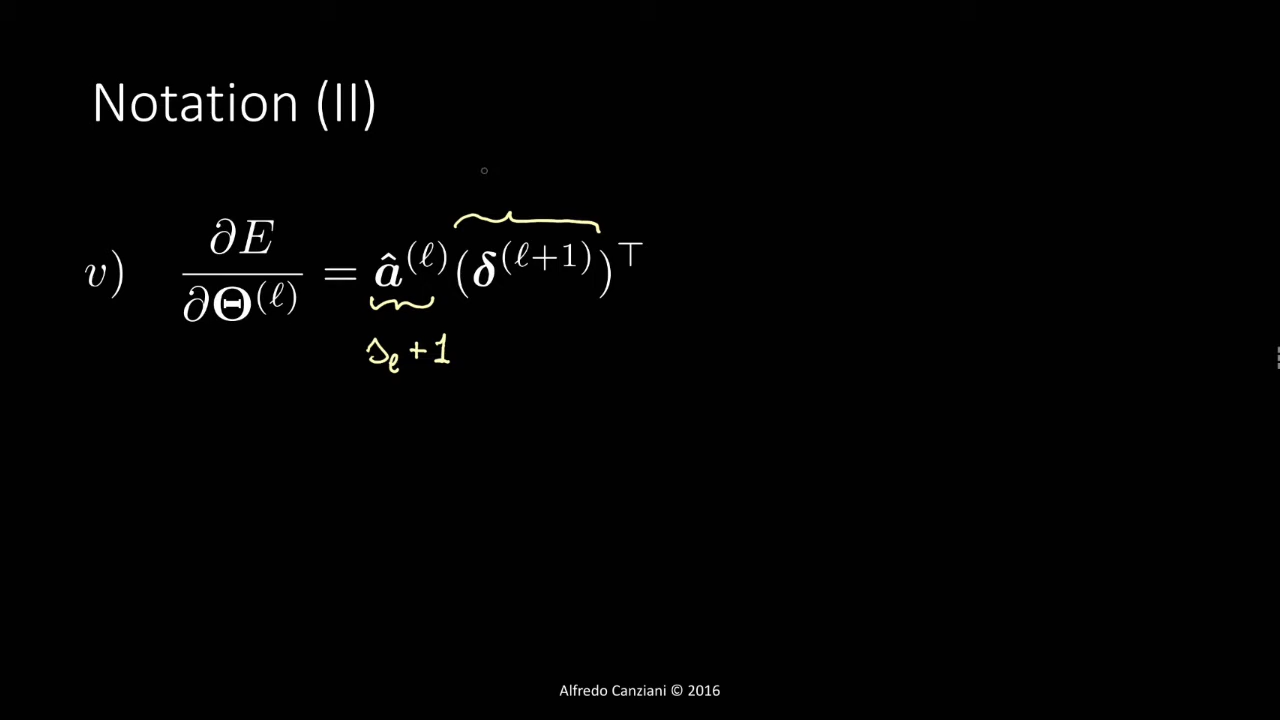 Notation (II)
v) ∂E/∂Θ^(ℓ) = â^(ℓ) (δ^(ℓ+1))^⊤
s_ℓ + 1
Alfredo Canziani © 2016